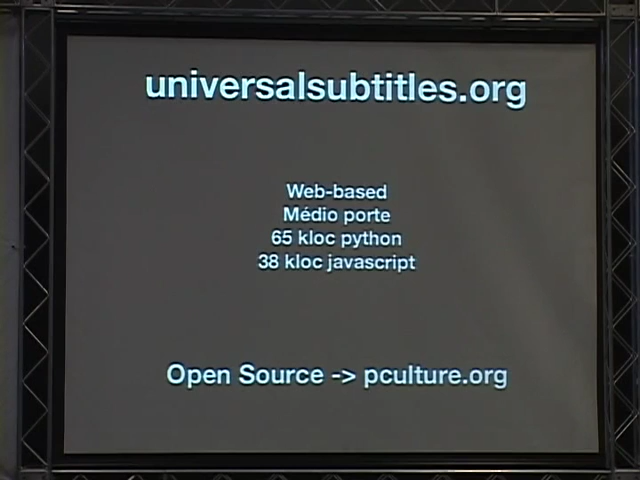 universalsubtitles.org
Web-based
Médio porte
65 kloc python
38 kloc javascript
Open Source -> pculture.org